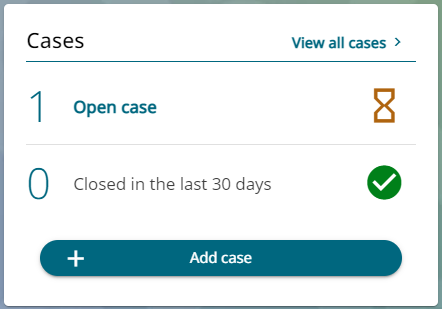 Cases
View all cases
1 Open case
0 Closed in the last 30 days
+ Add case